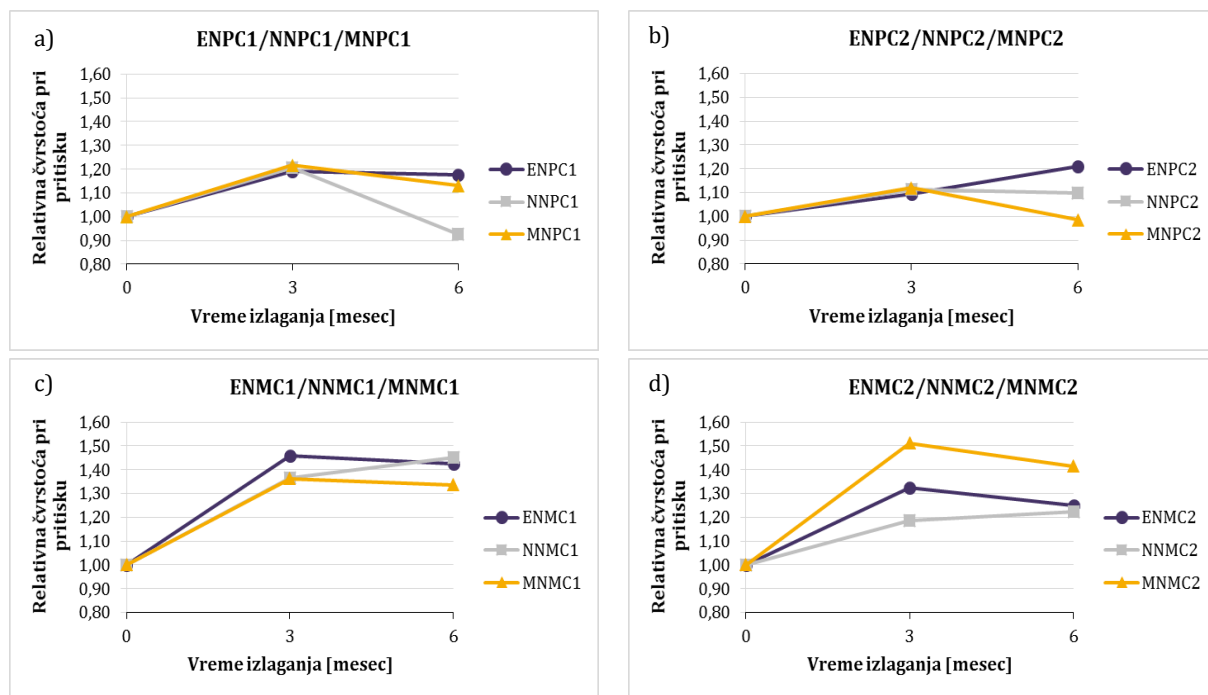 a)
ENPC1/NNPC1/MNPC1
Relativna čvrstoća pri
pritisku
1,60
1,50
1,40
1,30
1,20
1,10
1,00
0,90
0,80
0
3
6
Vreme izlaganja [mesec]
ENPC1
NNPC1
MNPC1
b)
ENPC2/NNPC2/MNPC2
Relativna čvrstoća pri
pritisku
1,60
1,50
1,40
1,30
1,20
1,10
1,00
0,90
0,80
0
3
6
Vreme izlaganja [mesec]
ENPC2
NNPC2
MNPC2
c)
ENMC1/NNMC1/MNMC1
Relativna čvrstoća pri
pritisku
1,60
1,50
1,40
1,30
1,20
1,10
1,00
0,90
0,80
0
3
6
Vreme izlaganja [mesec]
ENMC1
NNMC1
MNMC1
d)
ENMC2/NNMC2/MNMC2
Relativna čvrstoća pri
pritisku
1,60
1,50
1,40
1,30
1,20
1,10
1,00
0,90
0,80
0
3
6
Vreme izlaganja [mesec]
ENMC2
NNMC2
MNMC2